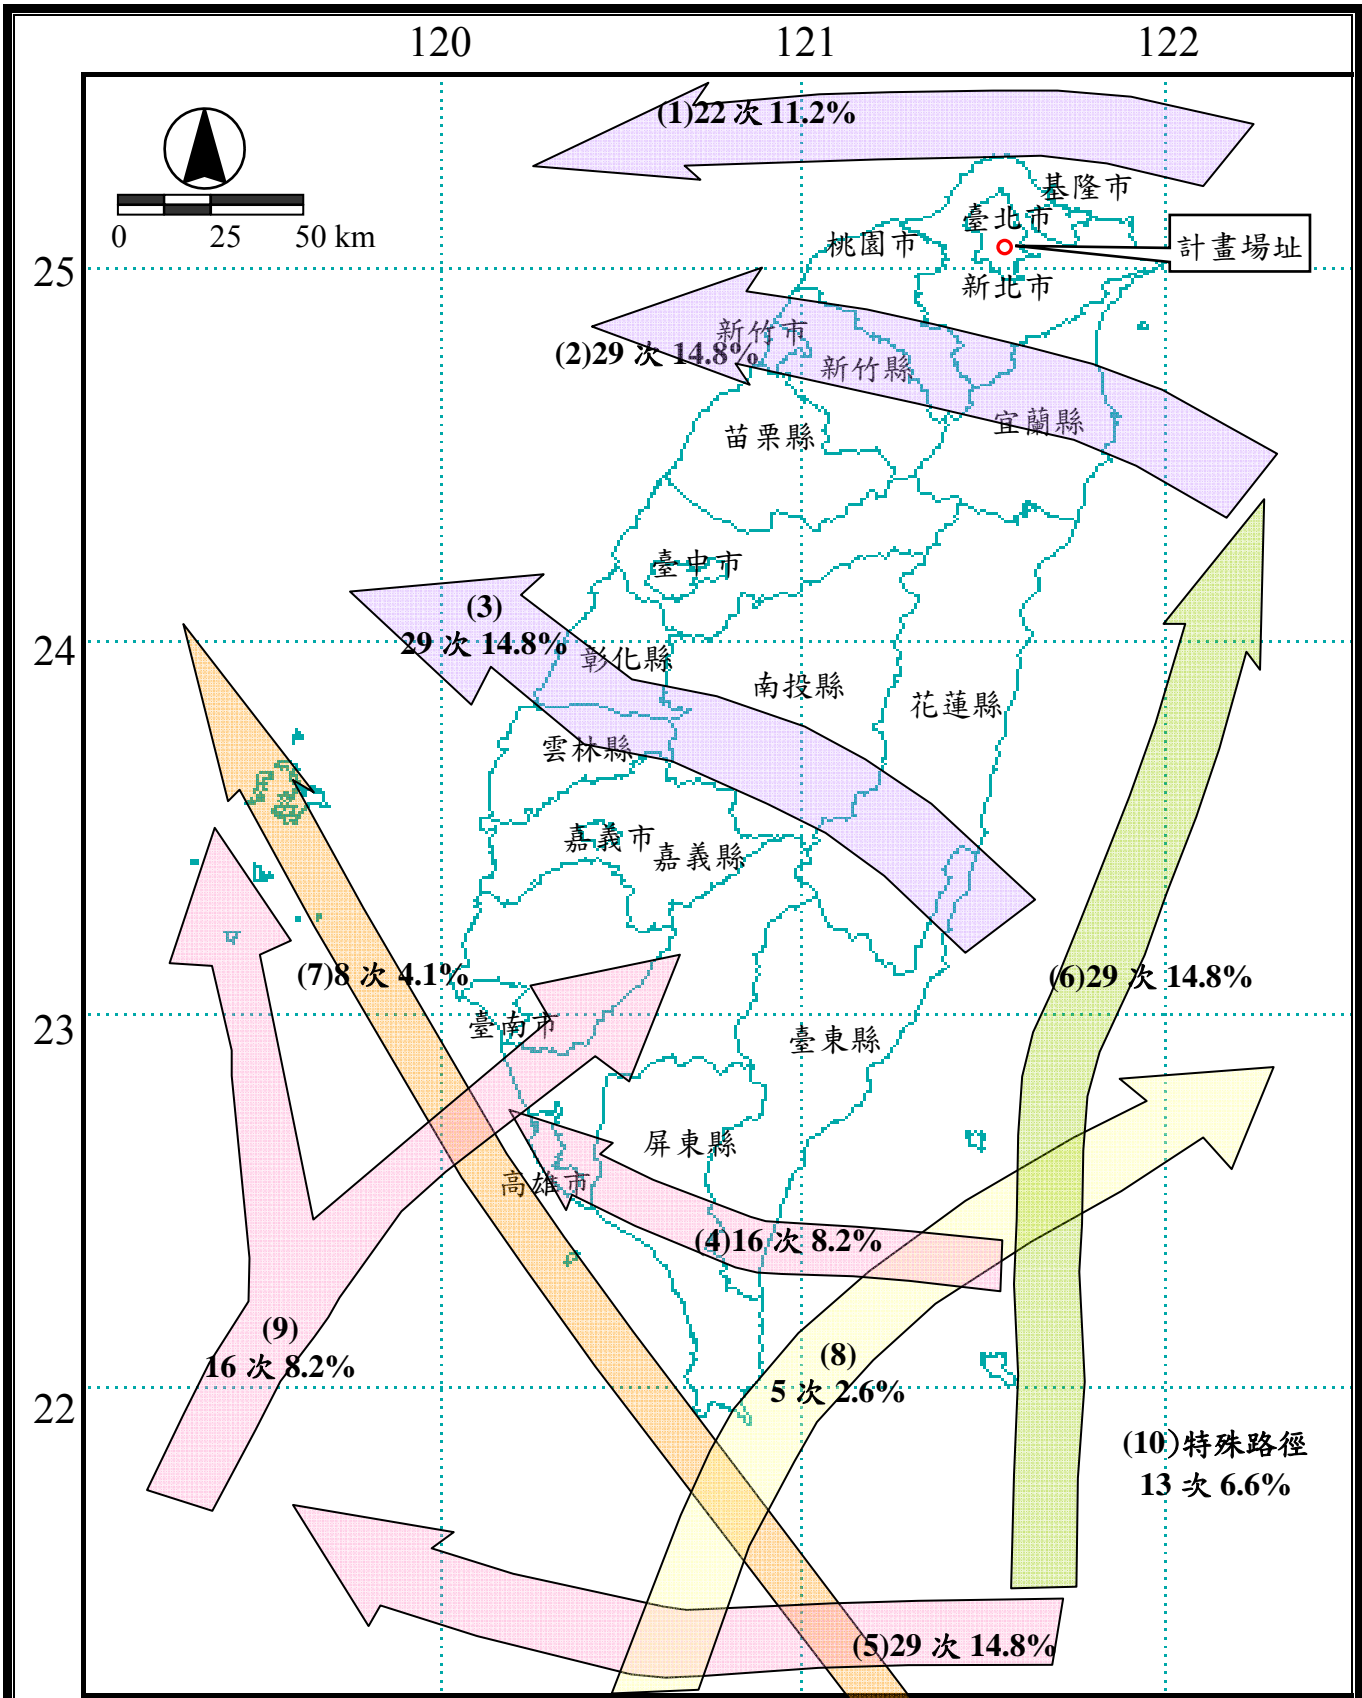 120
121
122
(1)22 次 11.2%
基隆市
臺北市
0 25 50 km
桃園市
計畫場址
25
新北市
新竹市
(2)29 次 14.8%
新竹縣
宜蘭縣
苗栗縣
臺中市
(3)
29 次 14.8%
24
彰化縣
南投縣
花蓮縣
雲林縣
嘉義市
嘉義縣
(7)8 次 4.1%
(6)29 次 14.8%
23
臺南市
臺東縣
屏東縣
高雄市
(4)16 次 8.2%
(9)
16 次 8.2%
(8)
5 次 2.6%
22
(10)特殊路徑
13 次 6.6%
(5)29 次 14.8%